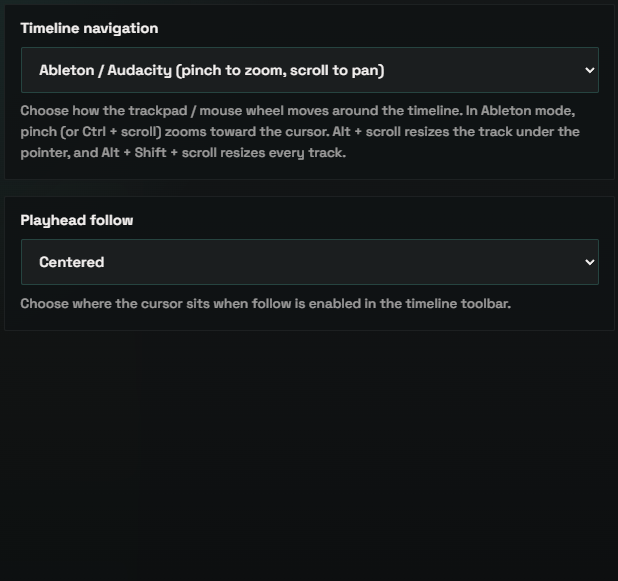 Timeline navigation
Ableton / Audacity (pinch to zoom, scroll to pan)
Choose how the trackpad / mouse wheel moves around the timeline. In Ableton mode,
pinch (or Ctrl + scroll) zooms toward the cursor. Alt + scroll resizes the track under the
pointer, and Alt + Shift + scroll resizes every track.
Playhead follow
Centered
Choose where the cursor sits when follow is enabled in the timeline toolbar.